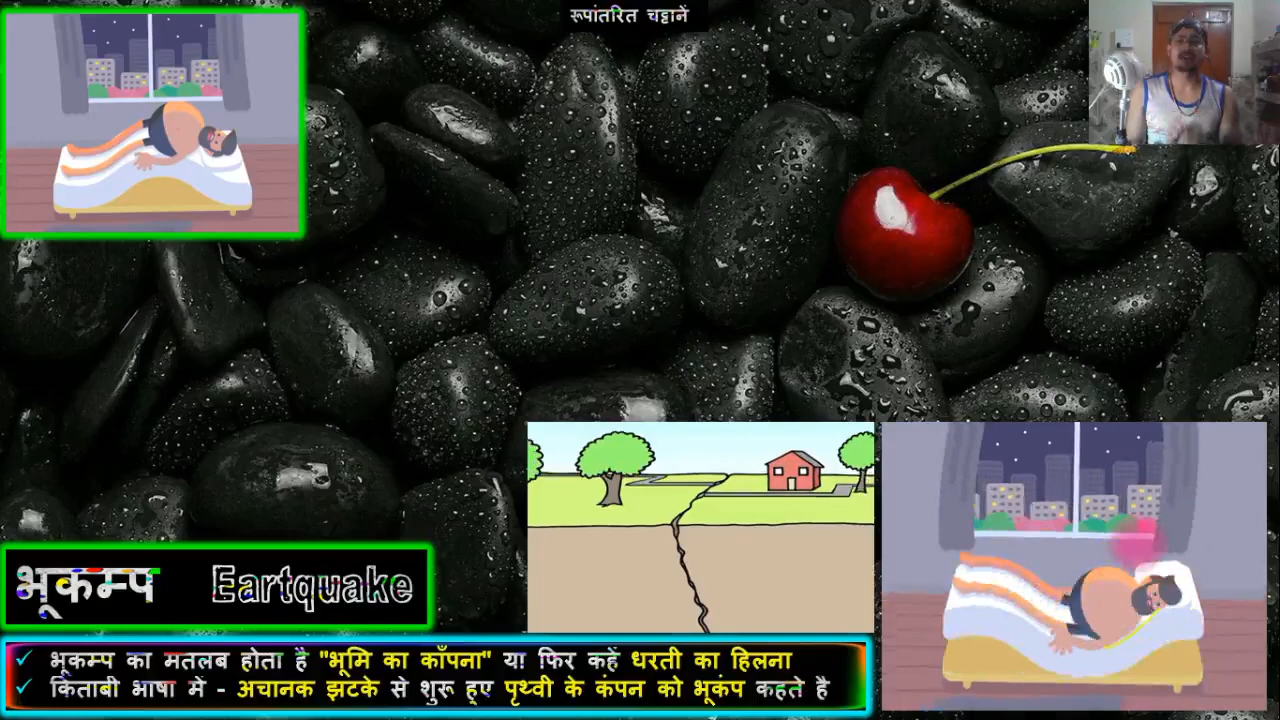 रूपांतरित चट्टानें
भूकम्प Eartquake
✓ भूकम्प का मतलब होता है "भूमि का काँपना" या फिर कहें धरती का हिलना
✓ किताबी भाषा में - अचानक झटके से शुरू हुए पृथ्वी के कंपन को भूकंप कहते है